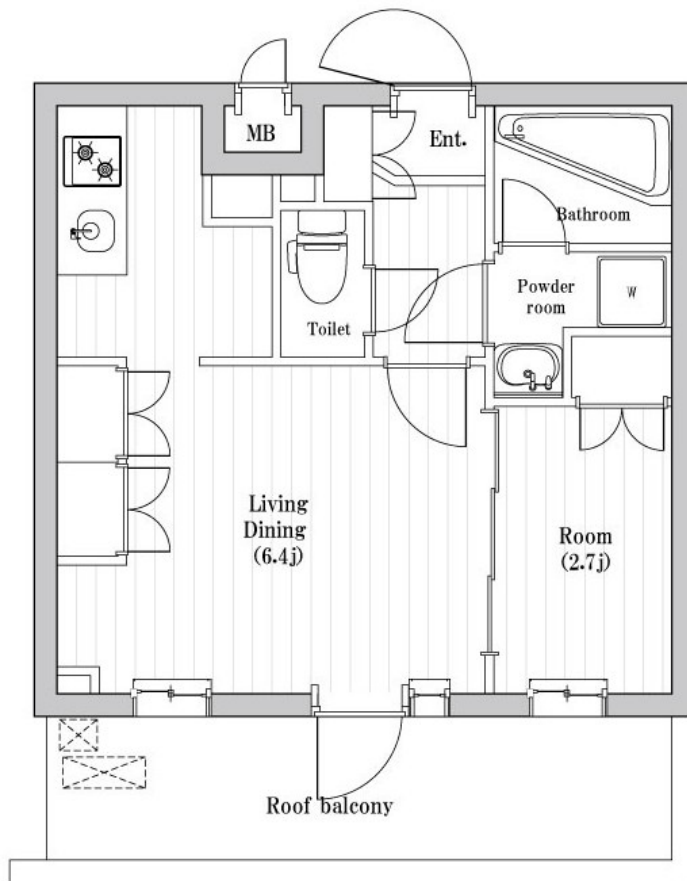 MB
Ent.
Bathroom
Powder
room
W
Toilet
Living
Dining
(6.4j)
Room
(2.7j)
Roof balcony